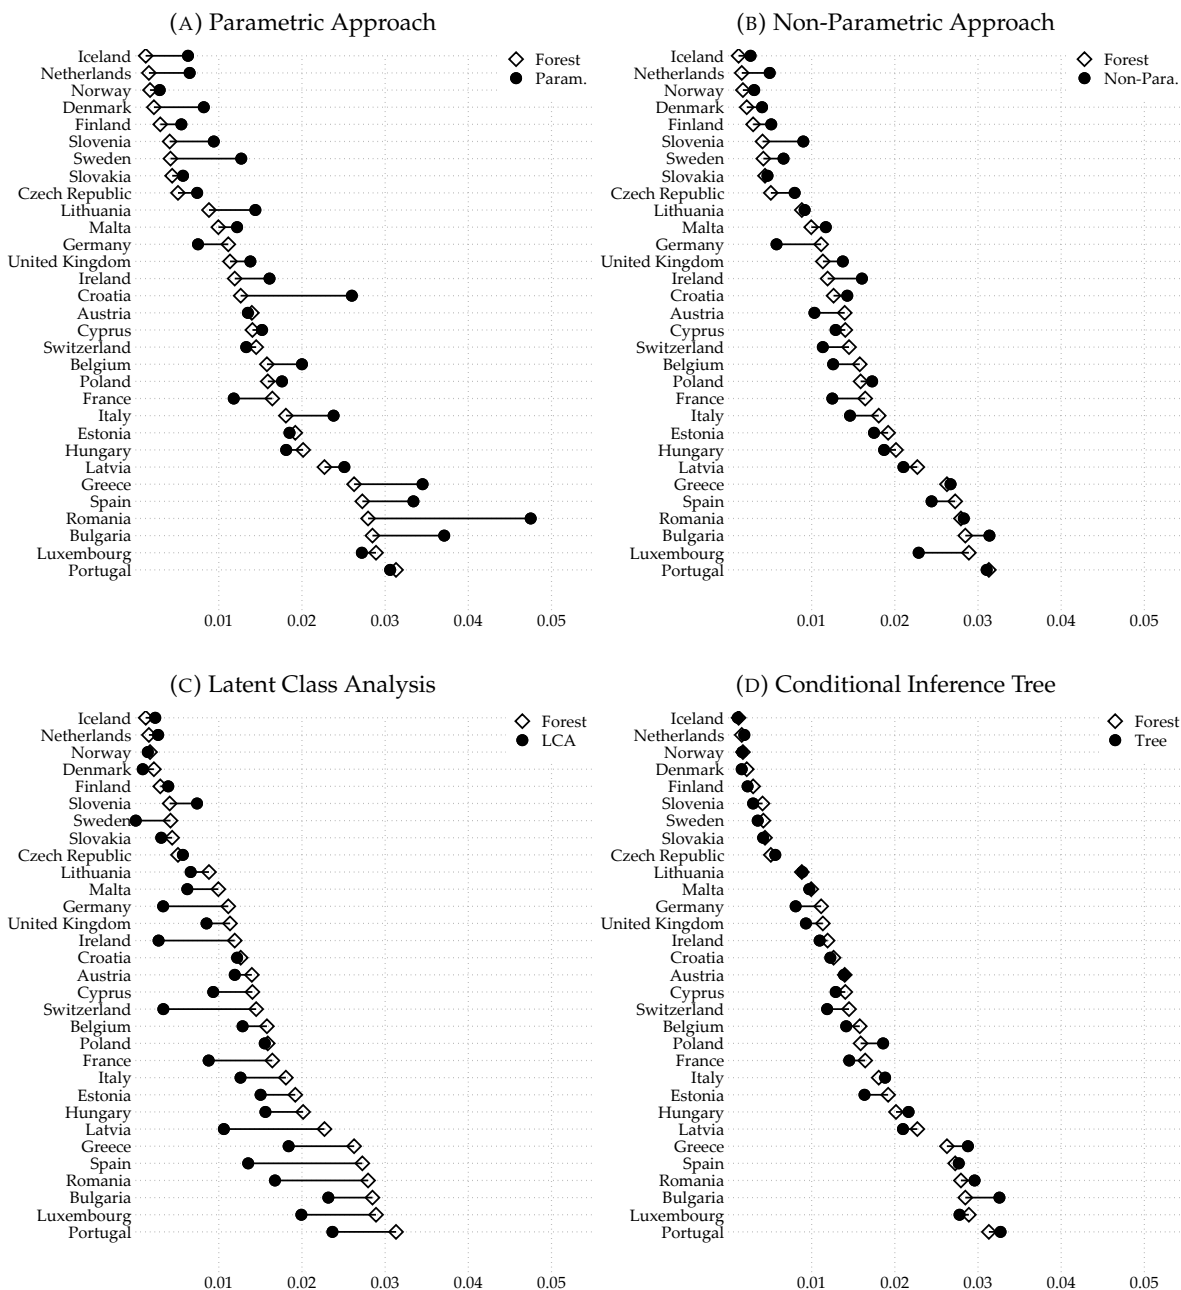 (A) Parametric Approach
Iceland
Netherlands
Norway
Denmark
Finland
Slovenia
Sweden
Slovakia
Czech Republic
Lithuania
Malta
Germany
United Kingdom
Ireland
Croatia
Austria
Cyprus
Switzerland
Belgium
Poland
France
Italy
Estonia
Hungary
Latvia
Greece
Spain
Romania
Bulgaria
Luxembourg
Portugal
Forest
Param.
0.01 0.02 0.03 0.04 0.05
(B) Non-Parametric Approach
Iceland
Netherlands
Norway
Denmark
Finland
Slovenia
Sweden
Slovakia
Czech Republic
Lithuania
Malta
Germany
United Kingdom
Ireland
Croatia
Austria
Cyprus
Switzerland
Belgium
Poland
France
Italy
Estonia
Hungary
Latvia
Greece
Spain
Romania
Bulgaria
Luxembourg
Portugal
Forest
Non-Para.
0.01 0.02 0.03 0.04 0.05
(C) Latent Class Analysis
Iceland
Netherlands
Norway
Denmark
Finland
Slovenia
Sweden
Slovakia
Czech Republic
Lithuania
Malta
Germany
United Kingdom
Ireland
Croatia
Austria
Cyprus
Switzerland
Belgium
Poland
France
Italy
Estonia
Hungary
Latvia
Greece
Spain
Romania
Bulgaria
Luxembourg
Portugal
Forest
LCA
0.01 0.02 0.03 0.04 0.05
(D) Conditional Inference Tree
Iceland
Netherlands
Norway
Denmark
Finland
Slovenia
Sweden
Slovakia
Czech Republic
Lithuania
Malta
Germany
United Kingdom
Ireland
Croatia
Austria
Cyprus
Switzerland
Belgium
Poland
France
Italy
Estonia
Hungary
Latvia
Greece
Spain
Romania
Bulgaria
Luxembourg
Portugal
Forest
Tree
0.01 0.02 0.03 0.04 0.05